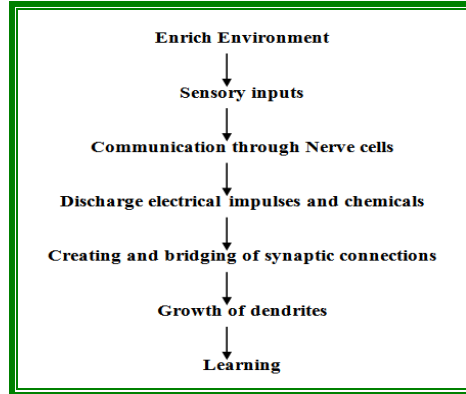 Enrich Environment
Sensory inputs
Communication through Nerve cells
Discharge electrical impulses and chemicals
Creating and bridging of synaptic connections
Growth of dendrites
Learning